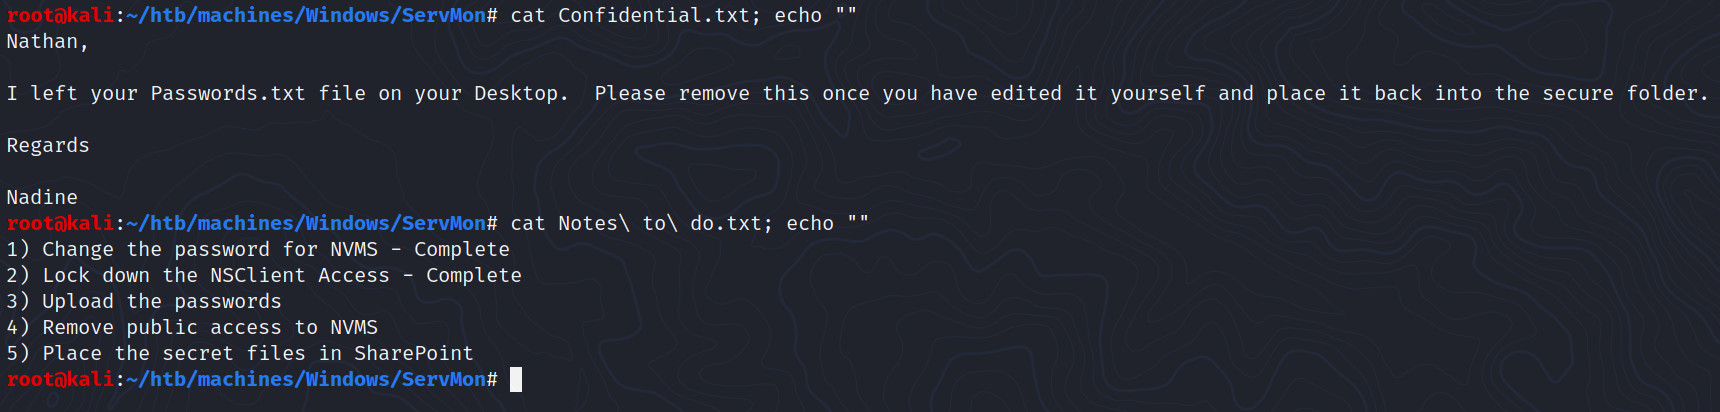 root@kali:~/htb/machines/Windows/ServMon# cat Confidential.txt; echo ""
Nathan,
I left your Passwords.txt file on your Desktop.  Please remove this once you have edited it yourself and place it back into the secure folder.
Regards
Nadine
root@kali:~/htb/machines/Windows/ServMon# cat Notes\ to\ do.txt; echo ""
1) Change the password for NVMS - Complete
2) Lock down the NSClient Access - Complete
3) Upload the passwords
4) Remove public access to NVMS
5) Place the secret files in SharePoint
root@kali:~/htb/machines/Windows/ServMon#